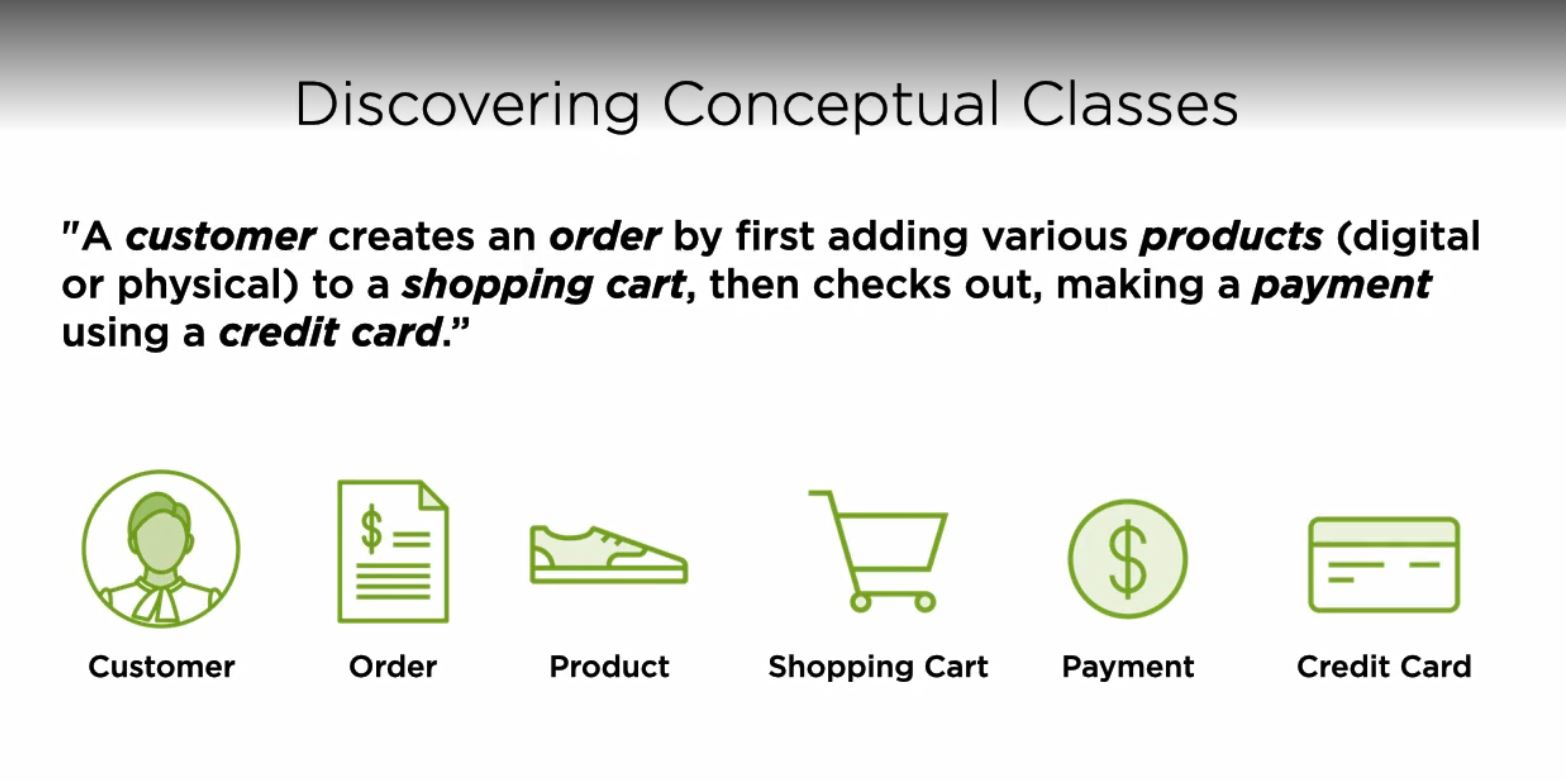 Discovering Conceptual Classes
"A customer creates an order by first adding various products (digital
or physical) to a shopping cart, then checks out, making a payment
using a credit card.”
$
$
Customer Order Product Shopping Cart Payment Credit Card